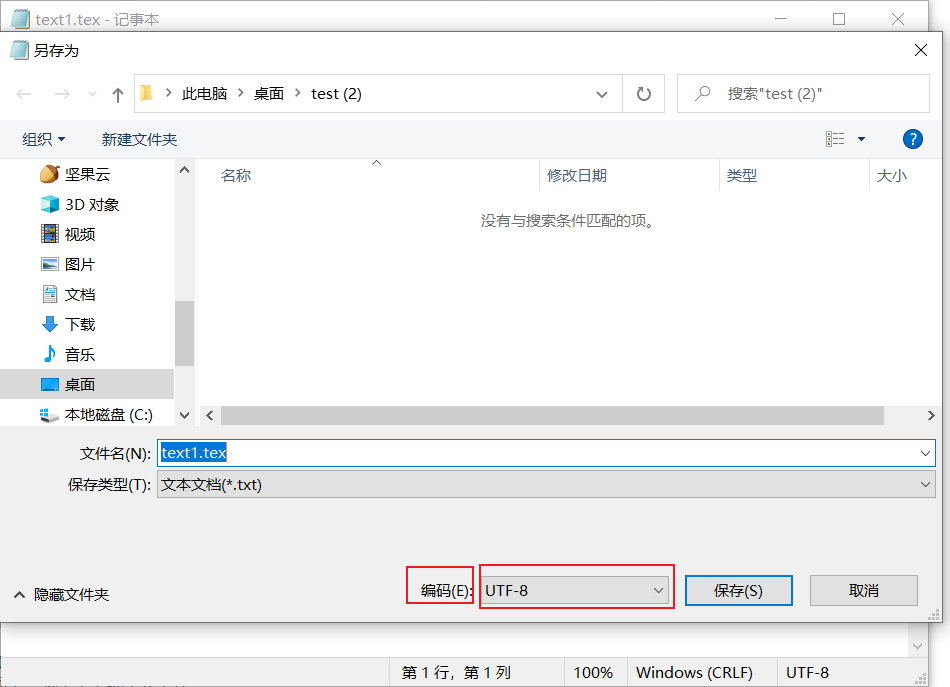 text1.tex - 记事本
另存为
此电脑 桌面 test (2) 搜索"test (2)"
组织 新建文件夹 ?
名称 修改日期 类型 大小
没有与搜索条件匹配的项。
坚果云
3D 对象
视频
图片
文档
下载
音乐
桌面
本地磁盘 (C:)
文件名(N): text1.tex
保存类型(T): 文本文档(*.txt)
隐藏文件夹 编码(E): UTF-8 保存(S) 取消
第 1 行，第 1 列 100% Windows (CRLF) UTF-8